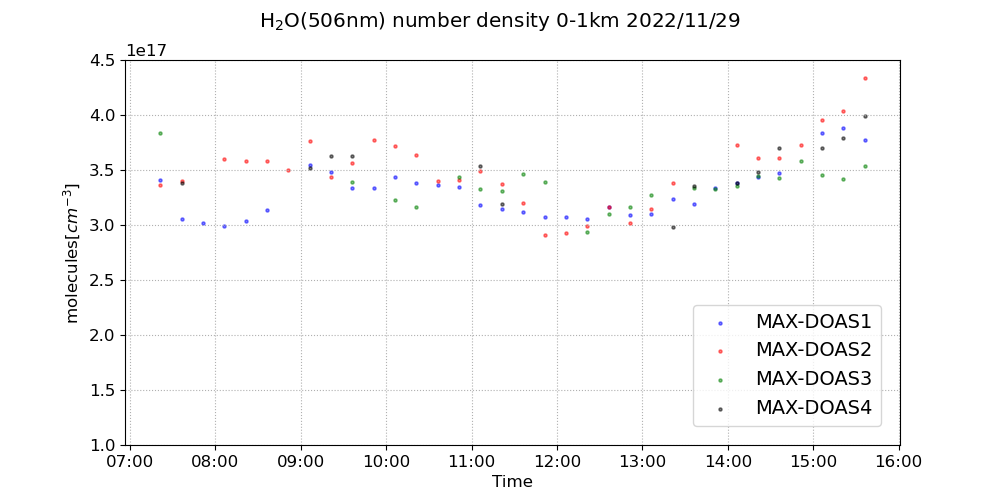 H₂O(506nm) number density 0-1km 2022/11/29
1e17
4.5
4.0
3.5
3.0
2.5
2.0
1.5
1.0
molecules[cm⁻³]
MAX-DOAS1
MAX-DOAS2
MAX-DOAS3
MAX-DOAS4
07:00 08:00 09:00 10:00 11:00 12:00 13:00 14:00 15:00 16:00
Time